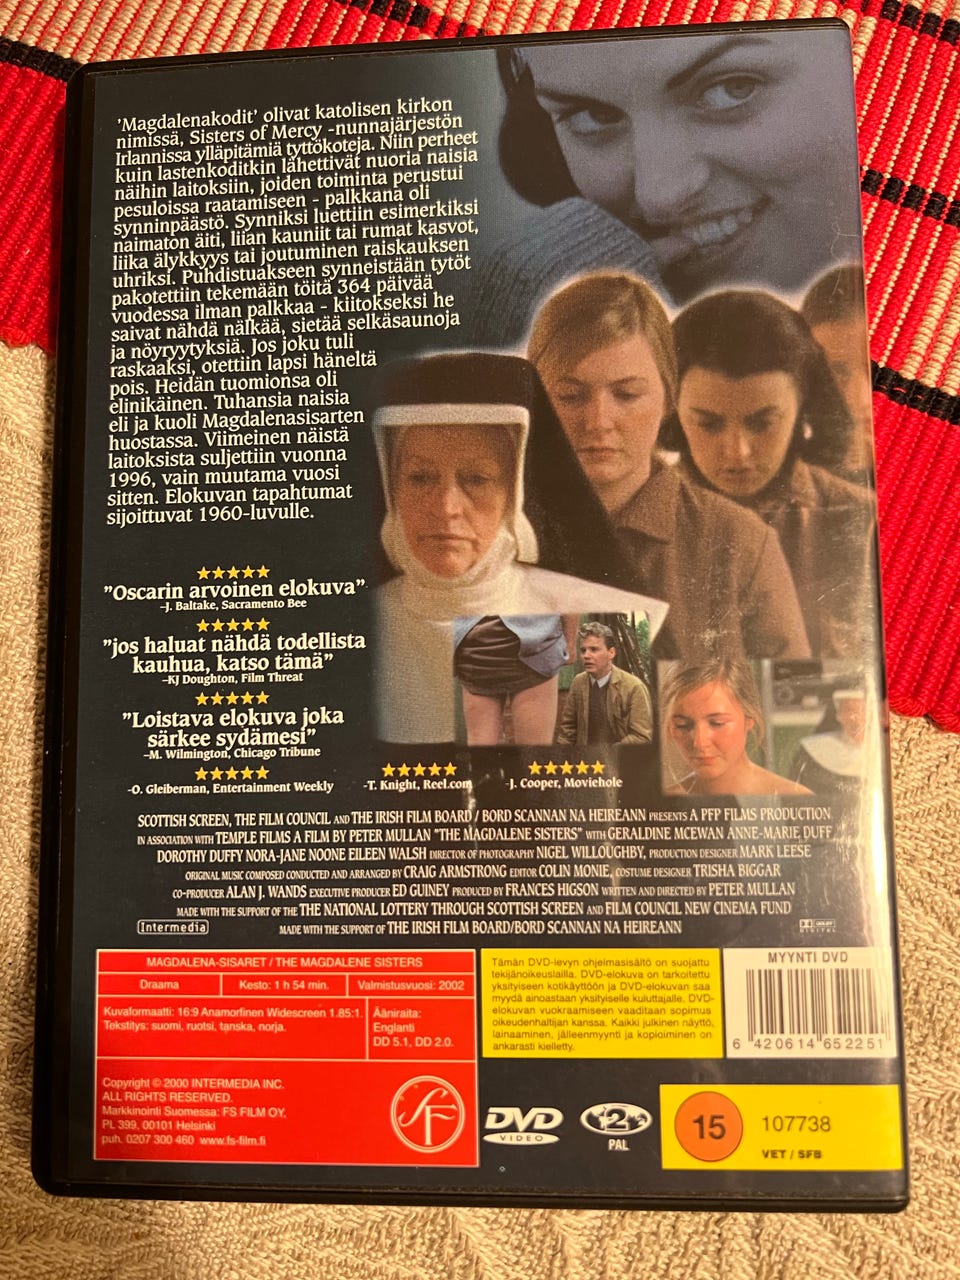 'Magdalenakodit' olivat katolisen kirkon
nimissä, Sisters of Mercy -nunnajärjestön
Irlannissa ylläpitämiä tyttökoteja. Niin perheet
kuin lastenkoditkin lähettivät nuoria naisia
näihin laitoksiin, joiden toiminta perustui
pesuloissa raatamiseen - palkkana oli
synninpäästö. Synniksi luettiin esimerkiksi
naimaton äiti, liian kauniit tai rumat kasvot,
liika älykkyys tai joutuminen raiskauksen
uhriksi. Puhdistuakseen synneistään tytöt
pakotettiin tekemään töitä 364 päivää
vuodessa ilman palkkaa - kiitokseksi he
saivat nähdä nälkää, sietää selkäsaunoja
ja nöyryytyksiä. Jos joku tuli
raskaaksi, otettiin lapsi häneltä
pois. Heidän tuomionsa oli
elinikäinen. Tuhansia naisia
eli ja kuoli Magdalenasisarten
huostassa. Viimeinen näistä
laitoksista suljettiin vuonna
1996, vain muutama vuosi
sitten. Elokuvan tapahtumat
sijoittuvat 1960-luvulle.
"Oscarin arvoinen elokuva"
-J. Baltake, Sacramento Bee
"jos haluat nähdä todellista
kauhua, katso tämä"
-KJ Doughton, Film Threat
"Loistava elokuva joka
särkee sydämesi"
-M. Wilmington, Chicago Tribune
-O. Gleiberman, Entertainment Weekly
-T. Knight, Reel.com
-J. Cooper, Moviehole
SCOTTISH SCREEN, THE FILM COUNCIL AND THE IRISH FILM BOARD / BORD SCANNAN NA HEIREANN PRESENTS A PFP FILMS PRODUCTION
IN ASSOCIATION WITH TEMPLE FILMS A FILM BY PETER MULLAN "THE MAGDALENE SISTERS" WITH GERALDINE MCEWAN ANNE-MARIE DUFF
DOROTHY DUFFY NORA-JANE NOONE EILEEN WALSH DIRECTOR OF PHOTOGRAPHY NIGEL WILLOUGHBY, PRODUCTION DESIGNER MARK LEESE
ORIGINAL MUSIC COMPOSED CONDUCTED AND ARRANGED BY CRAIG ARMSTRONG EDITOR COLIN MONIE, COSTUME DESIGNER TRISHA BIGGAR
CO-PRODUCER ALAN J. WANDS EXECUTIVE PRODUCER ED GUINEY PRODUCED BY FRANCES HIGSON WRITTEN AND DIRECTED BY PETER MULLAN
MADE WITH THE SUPPORT OF THE THE NATIONAL LOTTERY THROUGH SCOTTISH SCREEN AND FILM COUNCIL NEW CINEMA FUND
Intermedia MADE WITH THE SUPPORT OF THE IRISH FILM BOARD/BORD SCANNAN NA HEIREANN DOLBY DIGITAL
MAGDALENA-SISARET / THE MAGDALENE SISTERS
Draama Kesto: 1 h 54 min. Valmistusvuosi: 2002
Kuvaformaatti: 16:9 Anamorfinen Widescreen 1.85:1.
Tekstitys: suomi, ruotsi, tanska, norja.
Ääniraita:
Englanti
DD 5.1, DD 2.0.
Copyright © 2000 INTERMEDIA INC.
ALL RIGHTS RESERVED.
Markkinointi Suomessa: FS FILM OY,
PL 399, 00101 Helsinki
puh. 0207 300 460 www.fs-film.fi
SF
Tämän DVD-levyn ohjelmasisältö on suojattu
tekijänoikeuslailla. DVD-elokuva on tarkoitettu
yksityiseen kotikäyttöön ja DVD-elokuvan saa
myydä ainoastaan yksityiselle kuluttajalle. DVD-
elokuvan vuokraamiseen vaaditaan sopimus
oikeudenhaltijan kanssa. Kaikki julkinen näyttö,
lainaaminen, jälleenmyynti ja kopioiminen on
ankarasti kielletty.
MYYNTI DVD
6 420614 652251
DVD
VIDEO
2
PAL
15
107738
VET / SFB